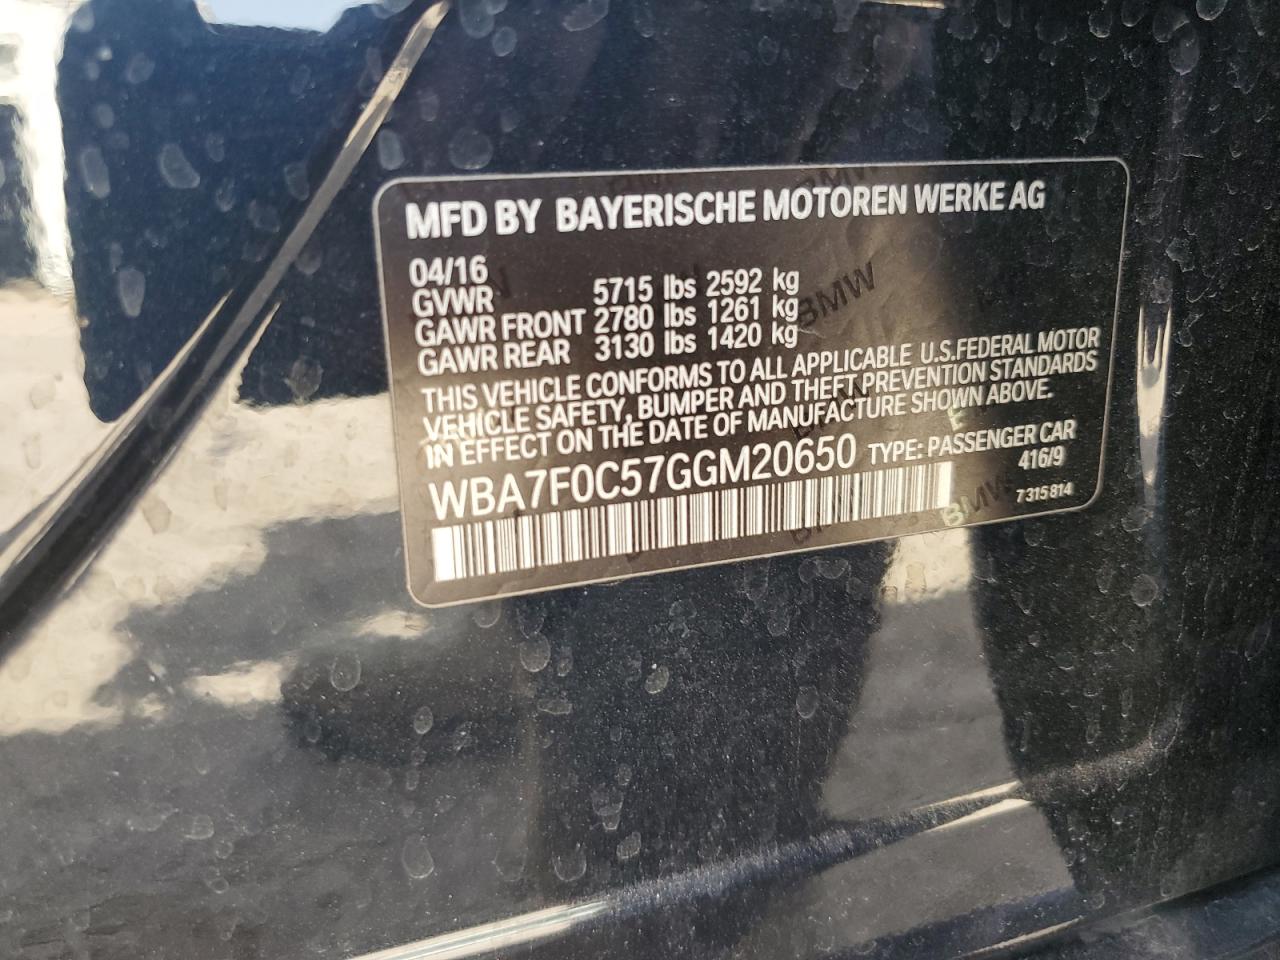 MFD BY BAYERISCHE MOTOREN WERKE AG
04/16
GVWR 5715 lbs 2592 kg
GAWR FRONT 2780 lbs 1261 kg
GAWR REAR 3130 lbs 1420 kg
THIS VEHICLE CONFORMS TO ALL APPLICABLE U.S.FEDERAL MOTOR
VEHICLE SAFETY, BUMPER AND THEFT PREVENTION STANDARDS
IN EFFECT ON THE DATE OF MANUFACTURE SHOWN ABOVE.
WBA7F0C57GGM20650 TYPE: PASSENGER CAR
416/9
7 315 814
BMW
BMW